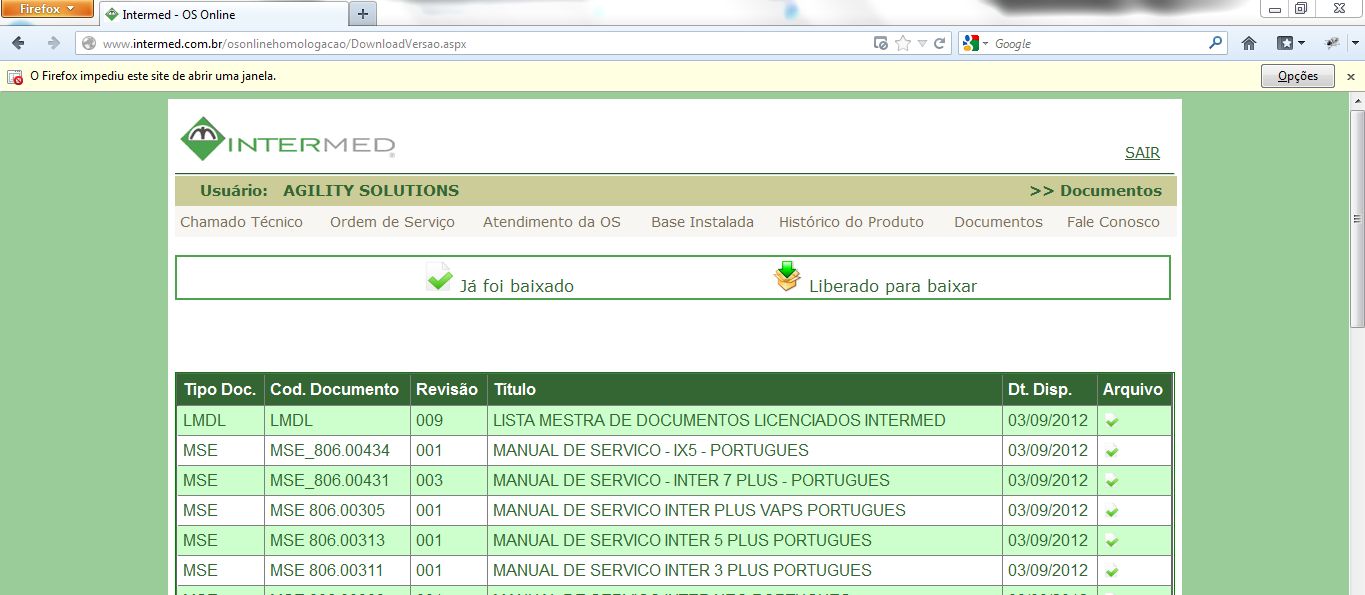 Firefox
Intermed - OS Online
www.intermed.com.br/osonlinehomologacao/DownloadVersao.aspx
Google
O Firefox impediu este site de abrir uma janela.
Opções
INTERMED
SAIR
Usuário: AGILITY SOLUTIONS >> Documentos
Chamado Técnico Ordem de Serviço Atendimento da OS Base Instalada Histórico do Produto Documentos Fale Conosco
Já foi baixado Liberado para baixar
Tipo Doc. Cod. Documento Revisão Titulo Dt. Disp. Arquivo
LMDL LMDL 009 LISTA MESTRA DE DOCUMENTOS LICENCIADOS INTERMED 03/09/2012
MSE MSE_806.00434 001 MANUAL DE SERVICO - IX5 - PORTUGUES 03/09/2012
MSE MSE_806.00431 003 MANUAL DE SERVICO - INTER 7 PLUS - PORTUGUES 03/09/2012
MSE MSE 806.00305 001 MANUAL DE SERVICO INTER PLUS VAPS PORTUGUES 03/09/2012
MSE MSE 806.00313 001 MANUAL DE SERVICO INTER 5 PLUS PORTUGUES 03/09/2012
MSE MSE 806.00311 001 MANUAL DE SERVICO INTER 3 PLUS PORTUGUES 03/09/2012